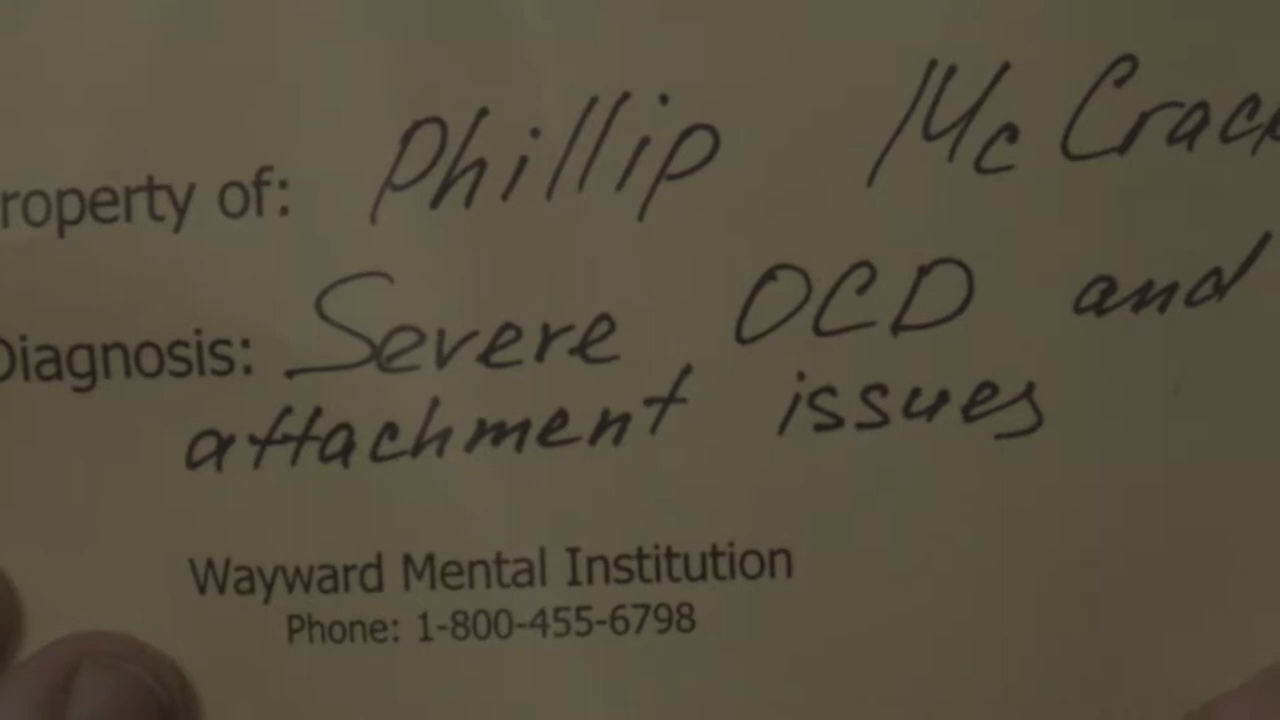 roperty of: Phillip McCrack
Diagnosis: Severe OCD and
attachment issues
Wayward Mental Institution
Phone: 1-800-455-6798